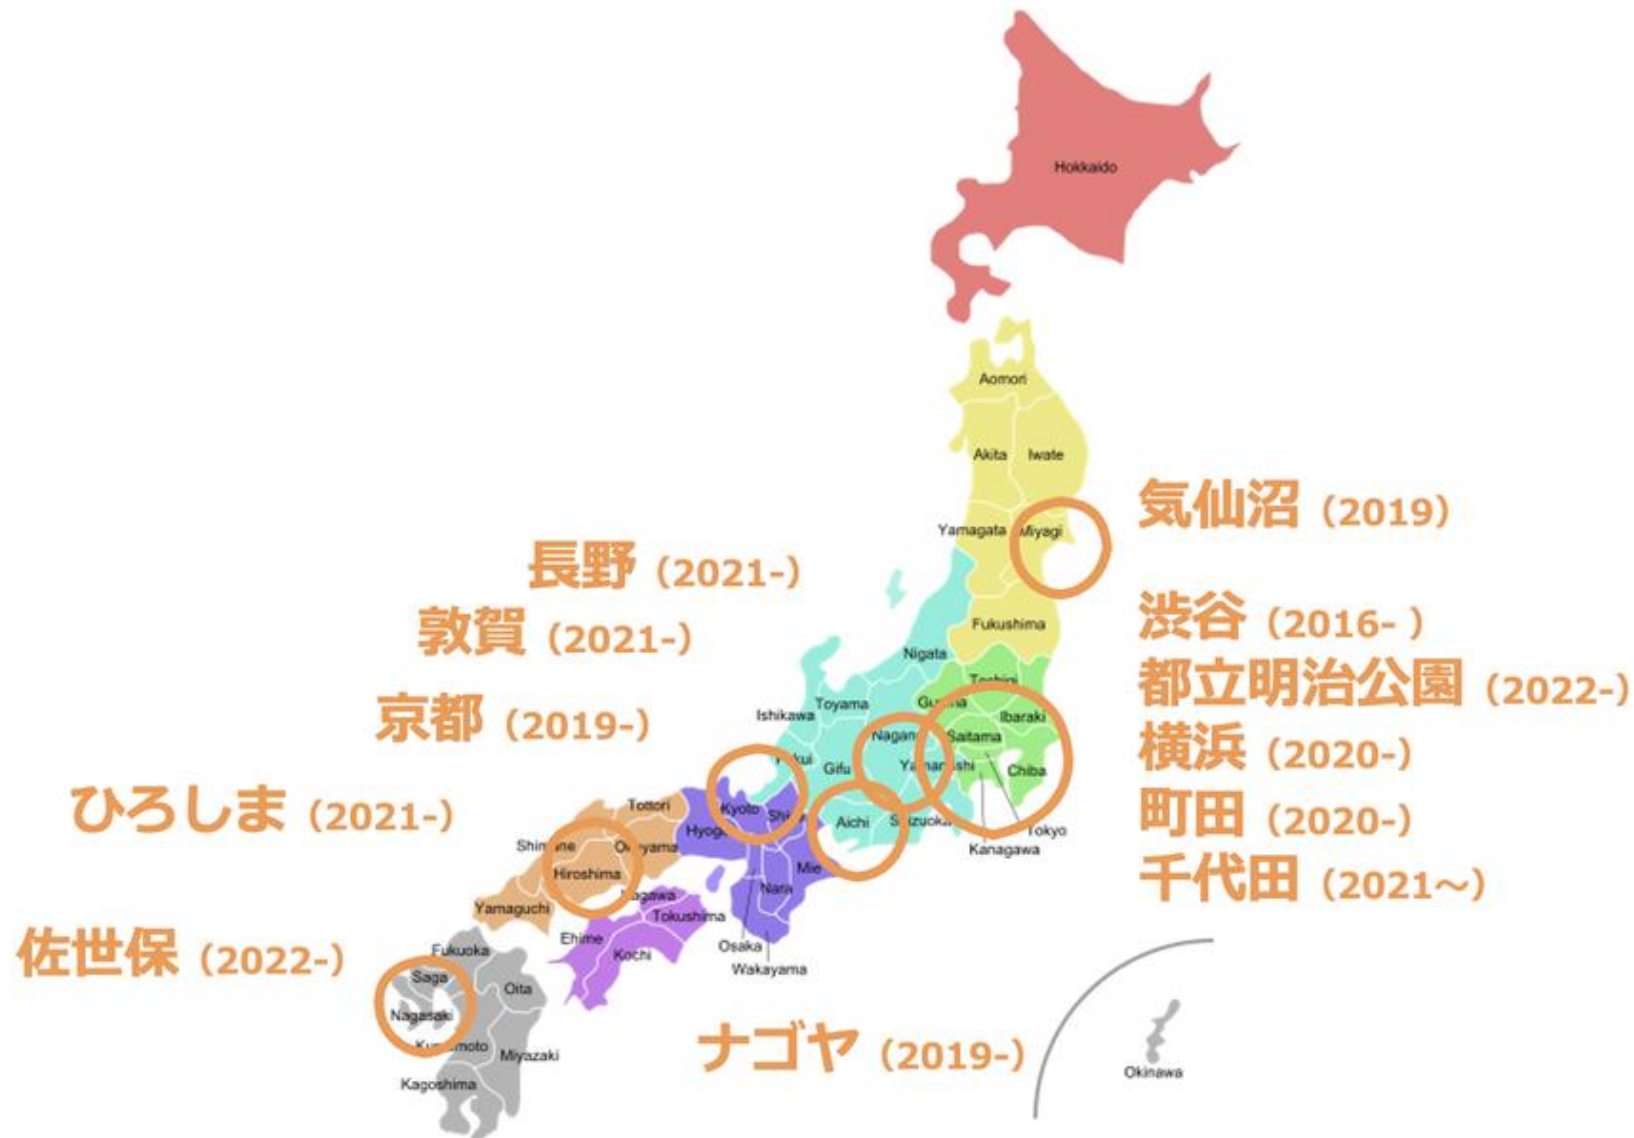 Hokkaido
Aomori
Akita
Iwate
Yamagata
Miyagi
気仙沼（2019）
長野（2021-）
敦賀（2021-）
京都（2019-）
ひろしま（2021-）
佐世保（2022-）
渋谷（2016- ）
都立明治公園（2022-）
横浜（2020-）
町田（2020-）
千代田（2021～）
Fukushima
Nigata
Toyama
Ishikawa
Gifu
Saitama
Ibaraki
Chiba
Tokyo
Kanagawa
Aichi
Kyoto
Mie
Nara
Osaka
Wakayama
Tottori
Hiroshima
Yamaguchi
Tokushima
Ehime
Kochi
Fukuoka
Saga
Nagasaki
Oita
Miyazaki
Kagoshima
ナゴヤ（2019-）
Okinawa